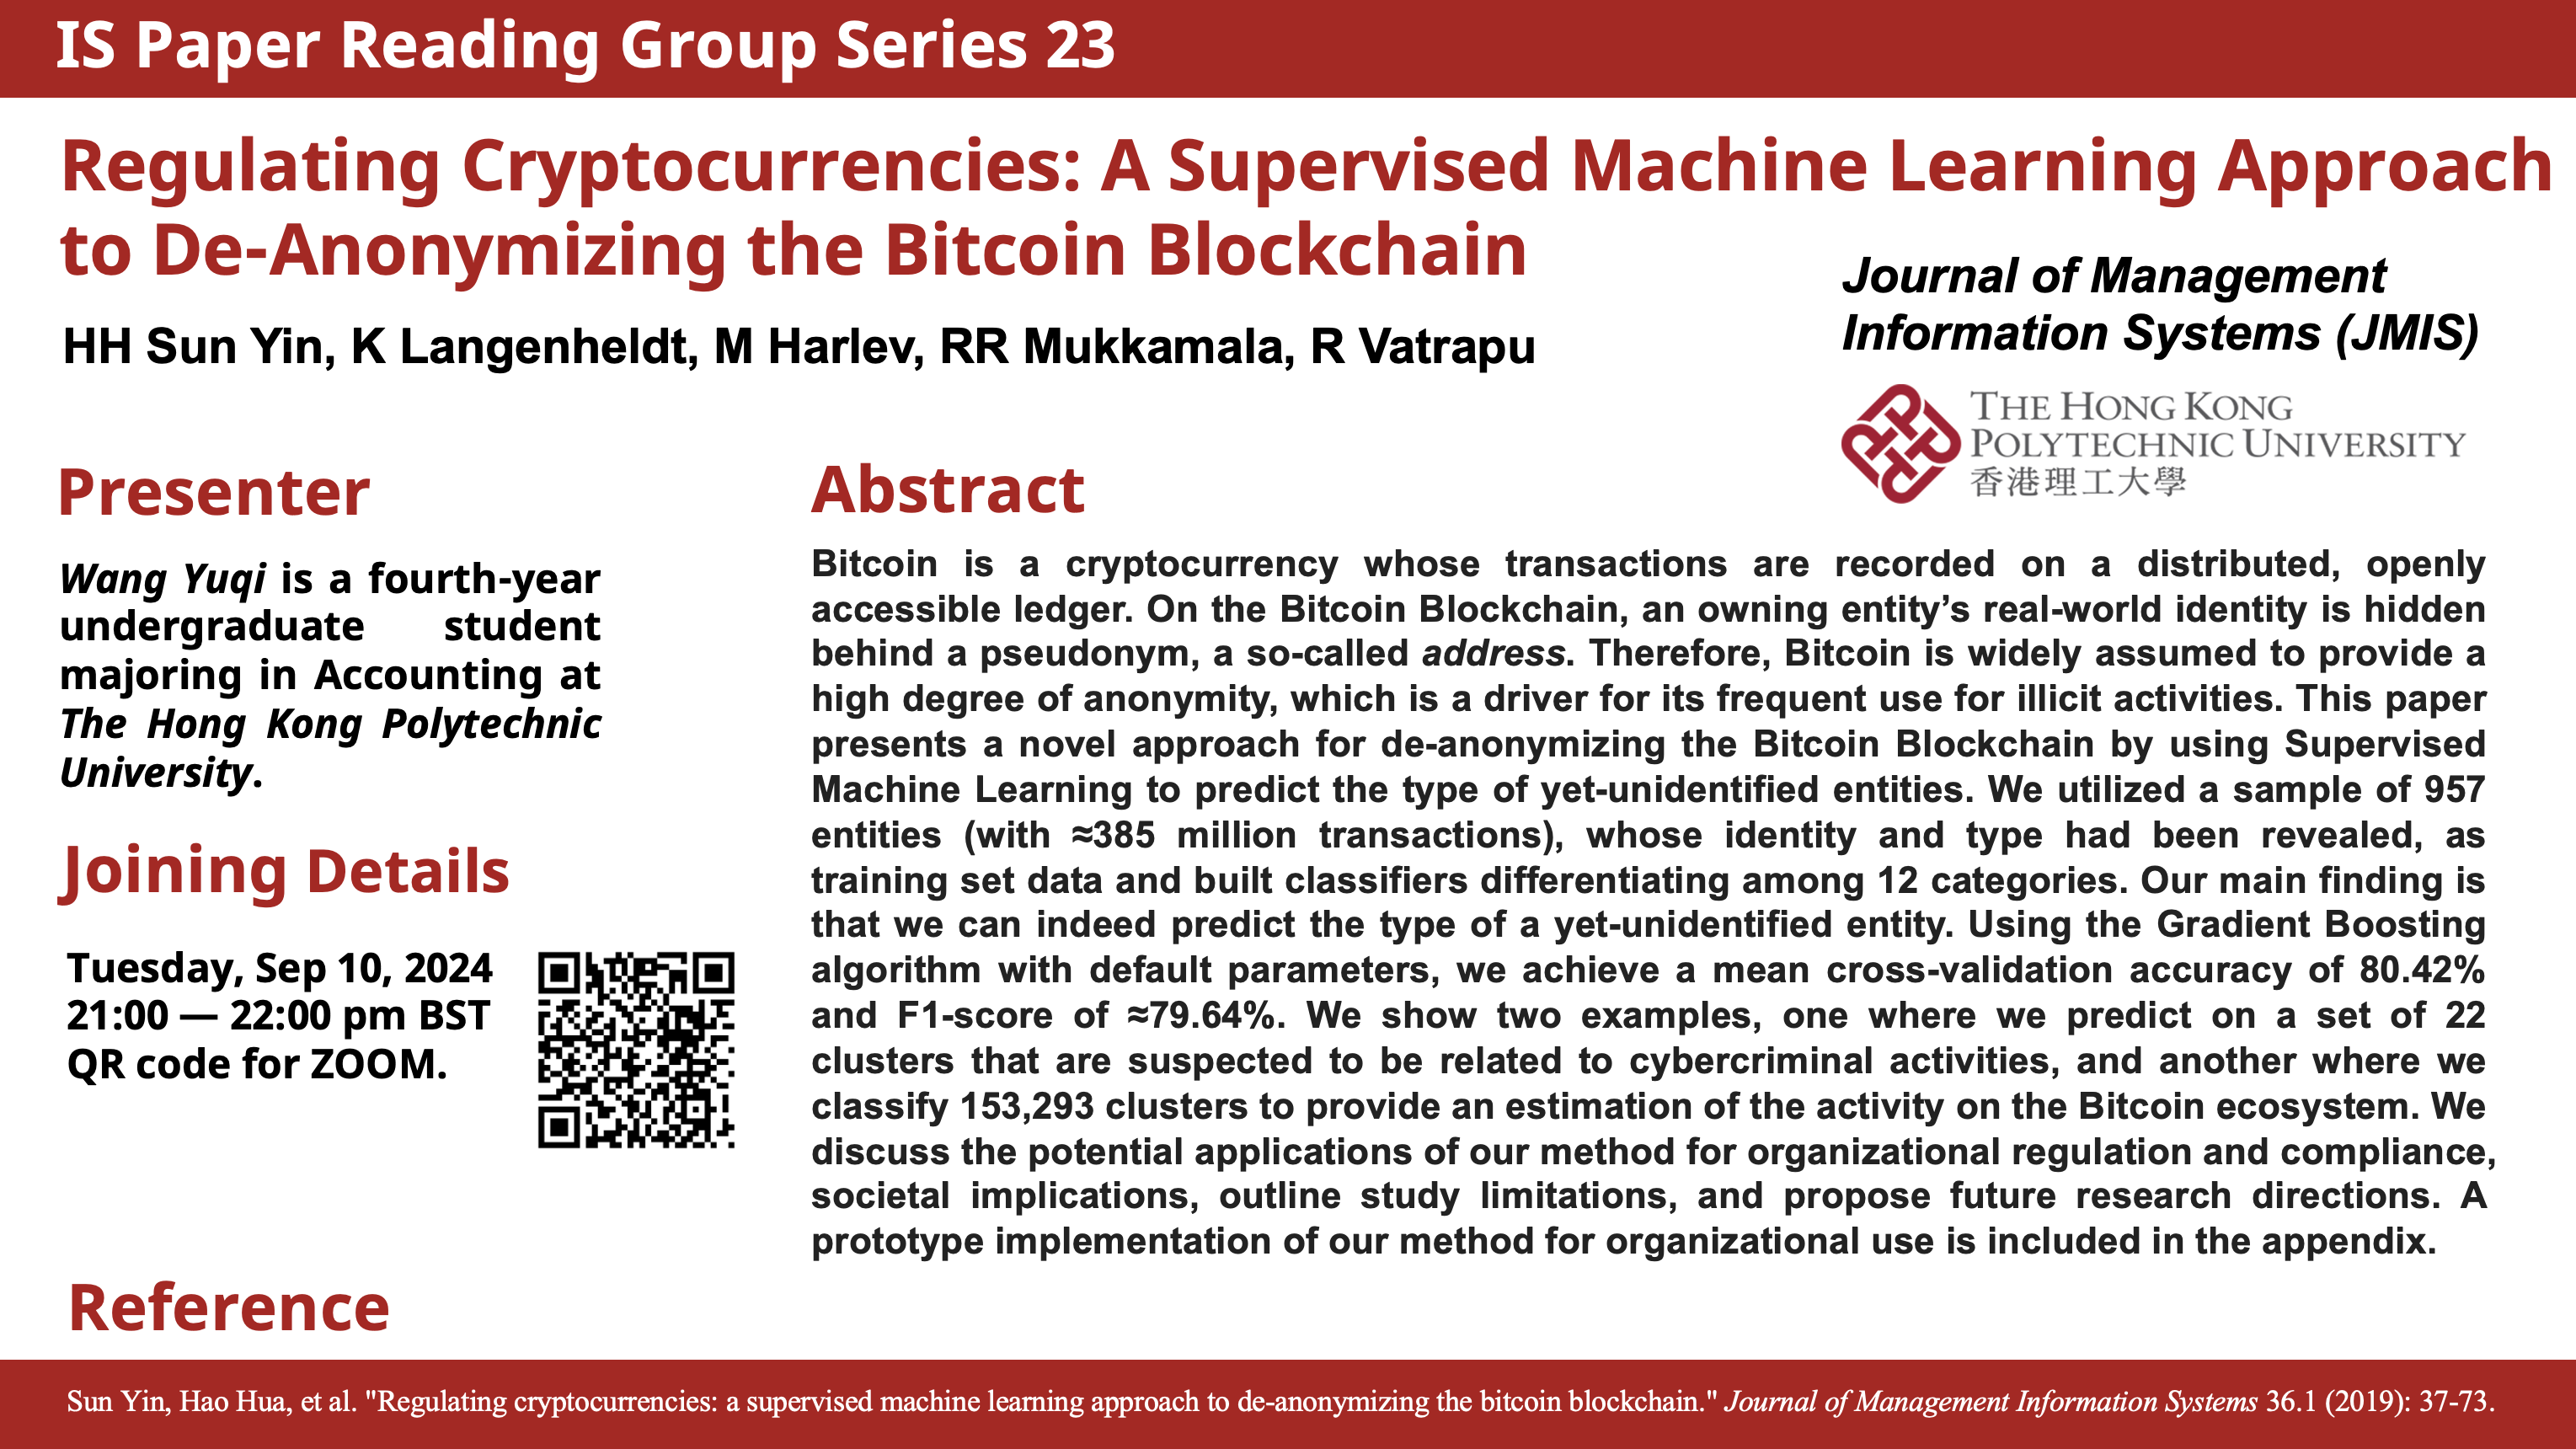 IS Paper Reading Group Series 23
Regulating Cryptocurrencies: A Supervised Machine Learning Approach
to De-Anonymizing the Bitcoin Blockchain
HH Sun Yin, K Langenheldt, M Harlev, RR Mukkamala, R Vatrapu
Journal of Management
Information Systems (JMIS)
THE HONG KONG
POLYTECHNIC UNIVERSITY
香港理工大學
Presenter
Wang Yuqi is a fourth-year
undergraduate student
majoring in Accounting at
The Hong Kong Polytechnic
University.
Joining Details
Tuesday, Sep 10, 2024
21:00 — 22:00 pm BST
QR code for ZOOM.
Abstract
Bitcoin is a cryptocurrency whose transactions are recorded on a distributed, openly
accessible ledger. On the Bitcoin Blockchain, an owning entity’s real-world identity is hidden
behind a pseudonym, a so-called address. Therefore, Bitcoin is widely assumed to provide a
high degree of anonymity, which is a driver for its frequent use for illicit activities. This paper
presents a novel approach for de-anonymizing the Bitcoin Blockchain by using Supervised
Machine Learning to predict the type of yet-unidentified entities. We utilized a sample of 957
entities (with ≈385 million transactions), whose identity and type had been revealed, as
training set data and built classifiers differentiating among 12 categories. Our main finding is
that we can indeed predict the type of a yet-unidentified entity. Using the Gradient Boosting
algorithm with default parameters, we achieve a mean cross-validation accuracy of 80.42%
and F1-score of ≈79.64%. We show two examples, one where we predict on a set of 22
clusters that are suspected to be related to cybercriminal activities, and another where we
classify 153,293 clusters to provide an estimation of the activity on the Bitcoin ecosystem. We
discuss the potential applications of our method for organizational regulation and compliance,
societal implications, outline study limitations, and propose future research directions. A
prototype implementation of our method for organizational use is included in the appendix.
Reference
Sun Yin, Hao Hua, et al. "Regulating cryptocurrencies: a supervised machine learning approach to de-anonymizing the bitcoin blockchain." Journal of Management Information Systems 36.1 (2019): 37-73.